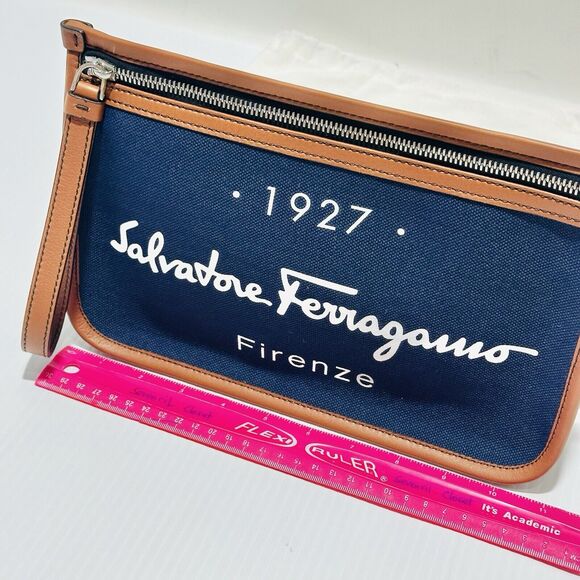 · 1927 ·
Salvatore Ferragamo
Firenze
FLEXI RULER®
It's Academic